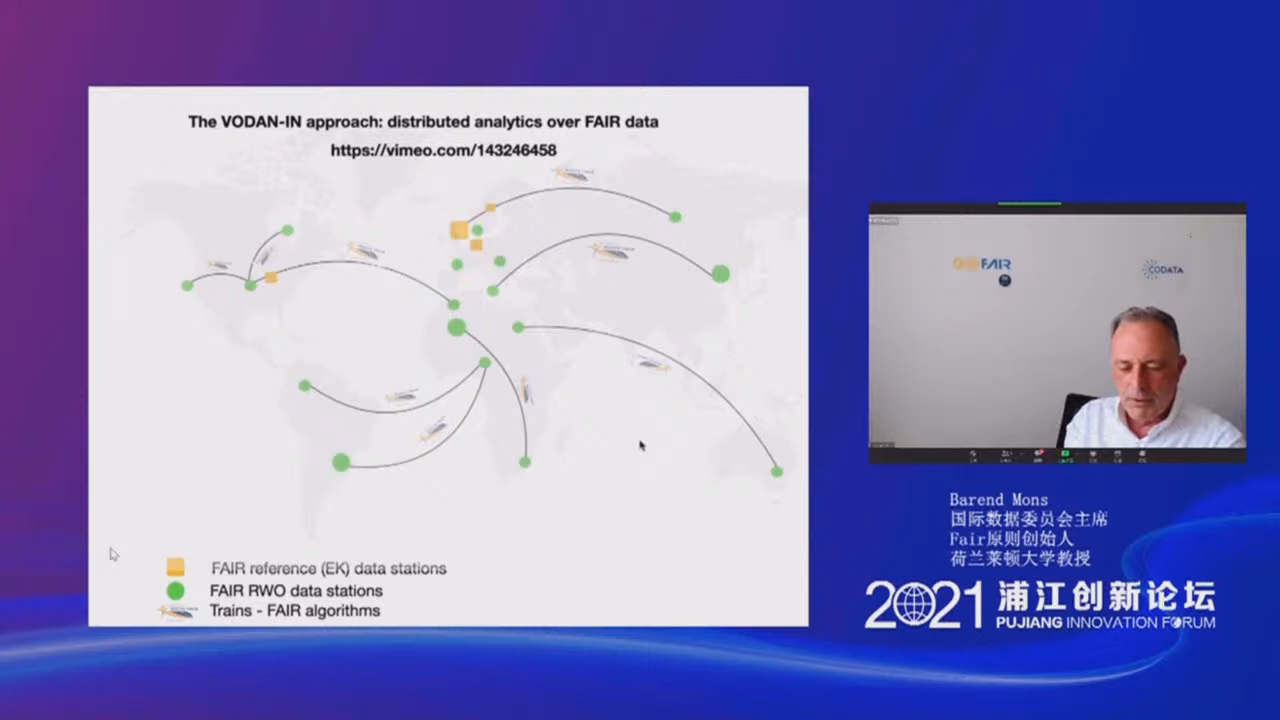 The VODAN-IN approach: distributed analytics over FAIR data
https://vimeo.com/143246458
FAIR reference (EK) data stations
FAIR RWO data stations
Trains - FAIR algorithms
GO FAIR
CODATA
Barend Mons
国际数据委员会主席
Fair原则创始人
荷兰莱顿大学教授
2021 浦江创新论坛
PUJIANG INNOVATION FORUM